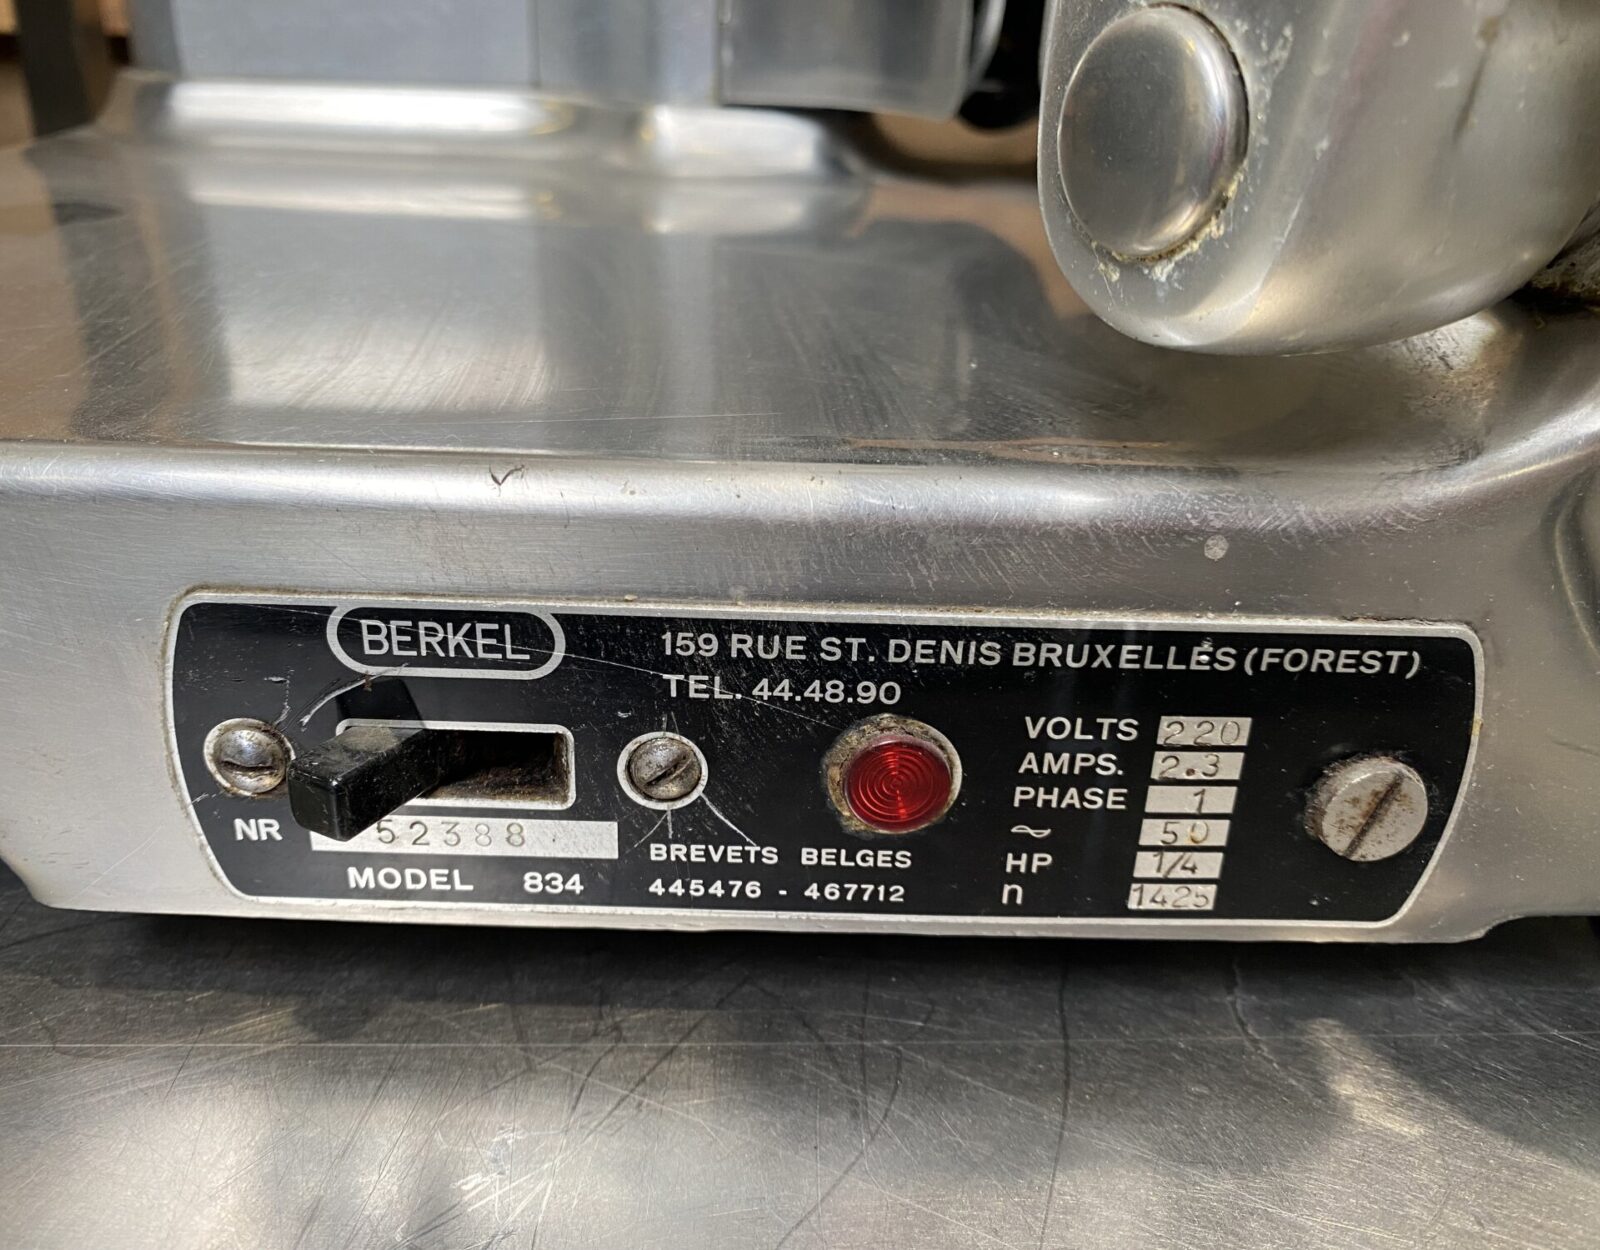 BERKEL
159 RUE ST. DENIS BRUXELLES (FOREST)
TEL. 44.48.90
NR 52388
MODEL 834
BREVETS BELGES
445476 - 467712
VOLTS 220
AMPS. 2.3
PHASE 1
~ 50
HP 1/4
n 1425